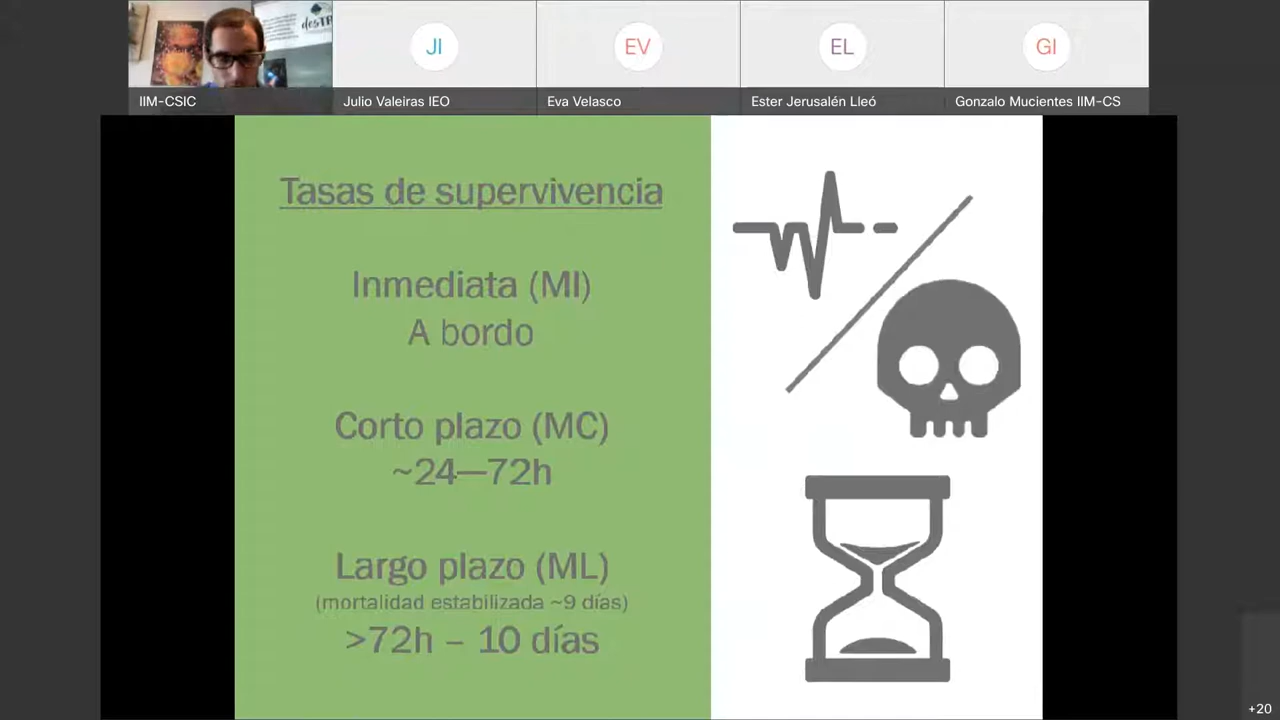 JI
EV
EL
GI
IIM-CSIC
Julio Valeiras IEO
Eva Velasco
Ester Jerusalén Lleó
Gonzalo Mucientes IIM-CS
Tasas de supervivencia
Inmediata (MI)
A bordo
Corto plazo (MC)
~24—72h
Largo plazo (ML)
(mortalidad estabilizada ~9 días)
>72h – 10 días
+20